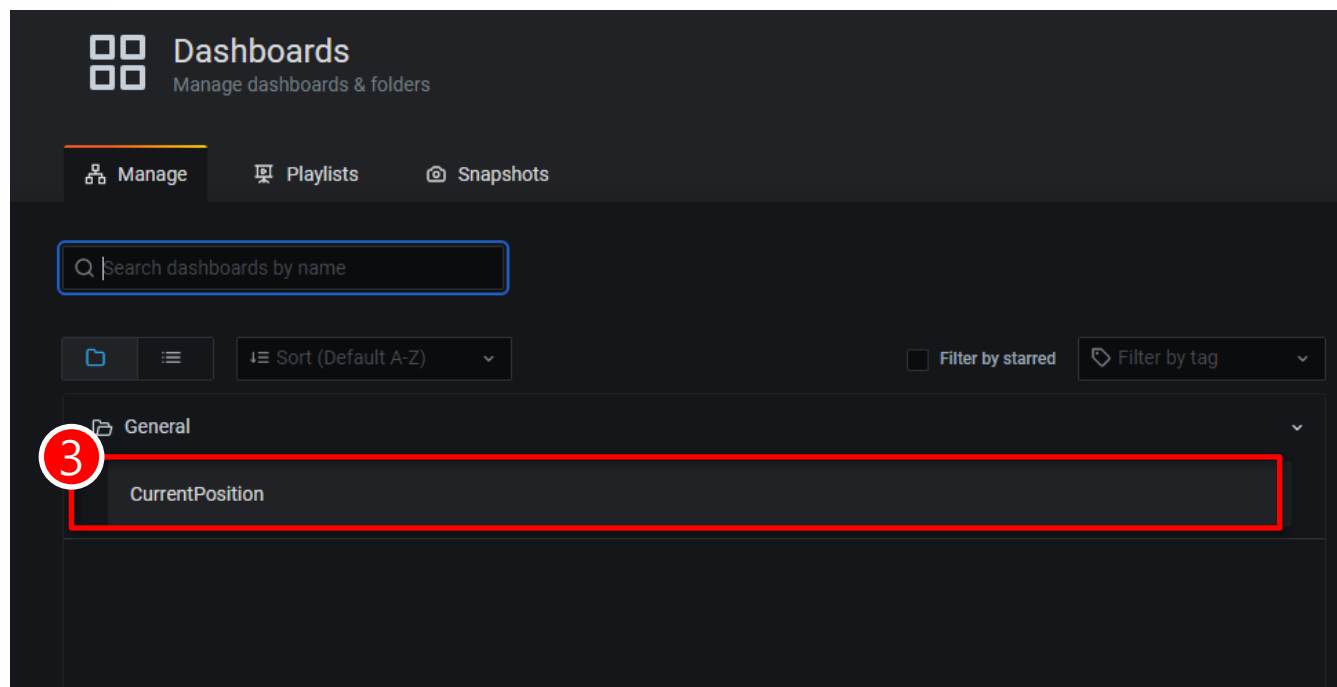 Dashboards
Manage dashboards & folders
Manage Playlists Snapshots
Search dashboards by name
Sort (Default A-Z) Filter by starred Filter by tag
General
3
CurrentPosition